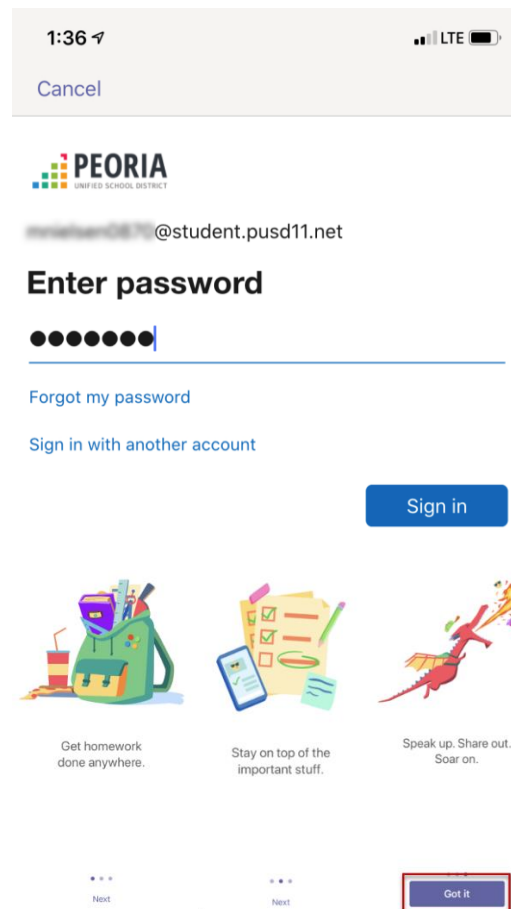 1:36
LTE
Cancel
PEORIA
UNIFIED SCHOOL DISTRICT
@student.pusd11.net
Enter password
Forgot my password
Sign in with another account
Sign in
Get homework
done anywhere.
Stay on top of the
important stuff.
Speak up. Share out.
Soar on.
Next
Next
Got it